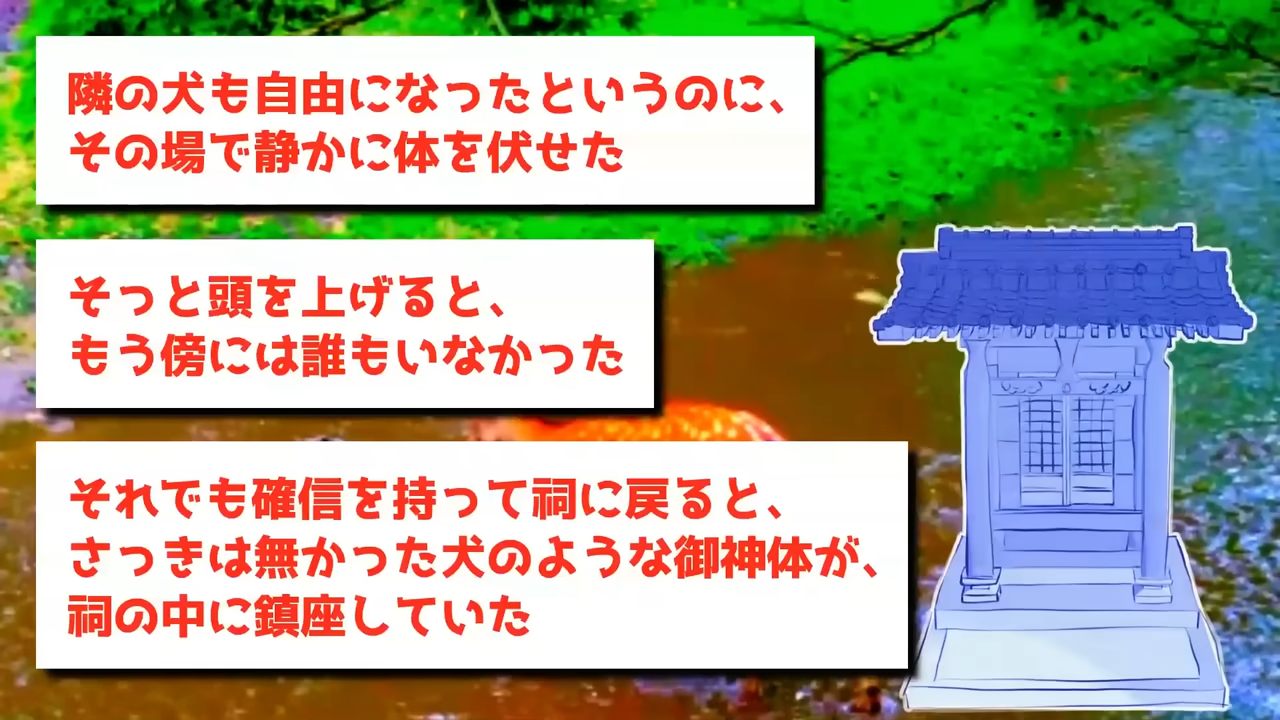 隣の犬も自由になったというのに、
その場で静かに体を伏せた
そっと頭を上げると、
もう傍には誰もいなかった
それでも確信を持って祠に戻ると、
さっきは無かった犬のような御神体が、
祠の中に鎮座していた